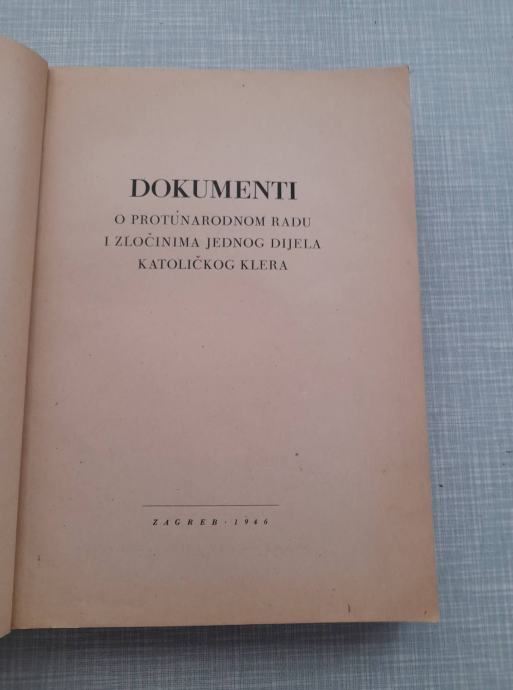 DOKUMENTI
O PROTUNARODNOM RADU
I ZLOČINIMA JEDNOG DIJELA
KATOLIČKOG KLERA
ZAGREB · 1946